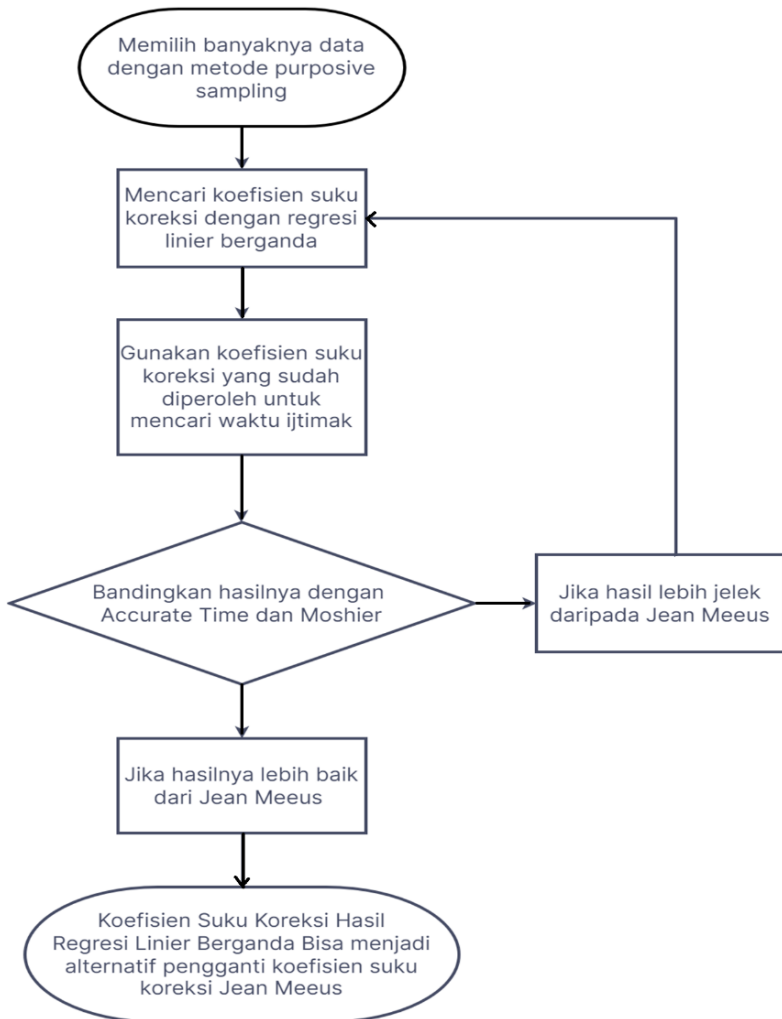 Memilih banyaknya data
dengan metode purposive
sampling
Mencari koefisien suku
koreksi dengan regresi
linier berganda
Gunakan koefisien suku
koreksi yang sudah
diperoleh untuk
mencari waktu ijtimak
Bandingkan hasilnya dengan
Accurate Time dan Moshier
Jika hasil lebih jelek
daripada Jean Meeus
Jika hasilnya lebih baik
dari Jean Meeus
Koefisien Suku Koreksi Hasil
Regresi Linier Berganda Bisa menjadi
alternatif pengganti koefisien suku
koreksi Jean Meeus